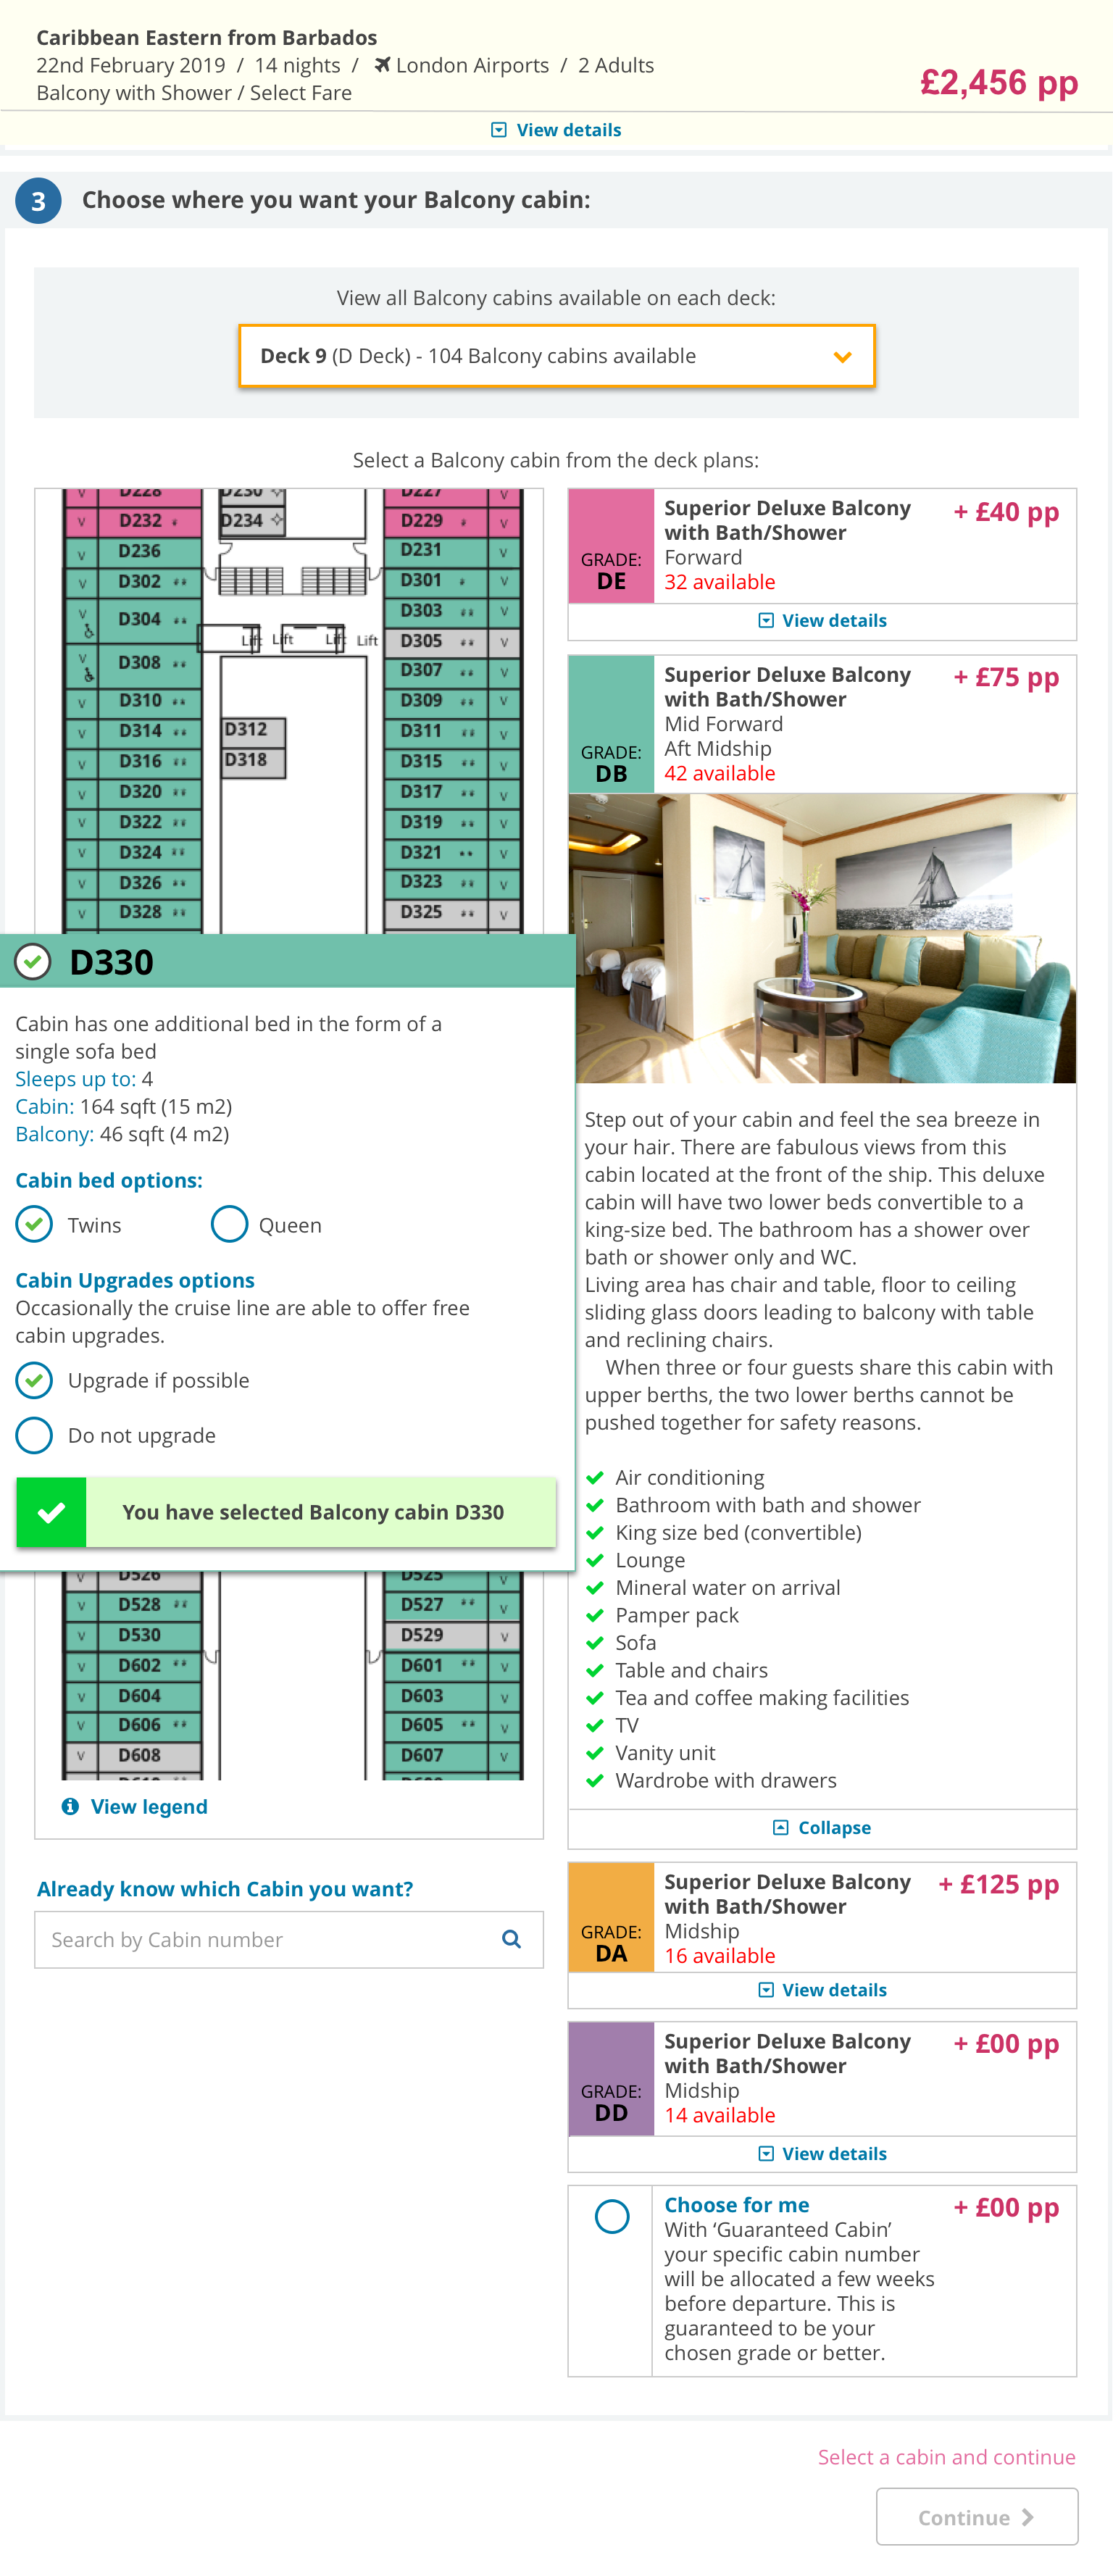 Caribbean Eastern from Barbados
22nd February 2019 / 14 nights / London Airports / 2 Adults
Balcony with Shower / Select Fare
£2,456 pp
View details
3 Choose where you want your Balcony cabin:
View all Balcony cabins available on each deck:
Deck 9 (D Deck) - 104 Balcony cabins available
Select a Balcony cabin from the deck plans:
V D228 D230 D227 V
V D232 D234 D229 V
V D236 D231 V
V D302 D301 V
V D304 D303 V
Lift Lift Lift Lift D305 V
V D308 D307 V
V D310 D309 V
V D314 D312 D311 V
V D316 D318 D315 V
V D320 D317 V
V D322 D319 V
V D324 D321 V
V D326 D323 V
V D328 D325 V
D330
Cabin has one additional bed in the form of a
single sofa bed
Sleeps up to: 4
Cabin: 164 sqft (15 m2)
Balcony: 46 sqft (4 m2)
Cabin bed options:
Twins Queen
Cabin Upgrades options
Occasionally the cruise line are able to offer free
cabin upgrades.
Upgrade if possible
Do not upgrade
You have selected Balcony cabin D330
V D526 D525 V
V D528 D527 V
V D530 D529 V
V D602 D601 V
V D604 D603 V
V D606 D605 V
V D608 D607 V
View legend
Already know which Cabin you want?
Search by Cabin number
GRADE:
DE
Superior Deluxe Balcony
with Bath/Shower
Forward
32 available
+ £40 pp
View details
GRADE:
DB
Superior Deluxe Balcony
with Bath/Shower
Mid Forward
Aft Midship
42 available
+ £75 pp
Step out of your cabin and feel the sea breeze in
your hair. There are fabulous views from this
cabin located at the front of the ship. This deluxe
cabin will have two lower beds convertible to a
king-size bed. The bathroom has a shower over
bath or shower only and WC.
Living area has chair and table, floor to ceiling
sliding glass doors leading to balcony with table
and reclining chairs.
When three or four guests share this cabin with
upper berths, the two lower berths cannot be
pushed together for safety reasons.
Air conditioning
Bathroom with bath and shower
King size bed (convertible)
Lounge
Mineral water on arrival
Pamper pack
Sofa
Table and chairs
Tea and coffee making facilities
TV
Vanity unit
Wardrobe with drawers
Collapse
GRADE:
DA
Superior Deluxe Balcony
with Bath/Shower
Midship
16 available
+ £125 pp
View details
GRADE:
DD
Superior Deluxe Balcony
with Bath/Shower
Midship
14 available
+ £00 pp
View details
Choose for me
With ‘Guaranteed Cabin’
your specific cabin number
will be allocated a few weeks
before departure. This is
guaranteed to be your
chosen grade or better.
+ £00 pp
Select a cabin and continue
Continue